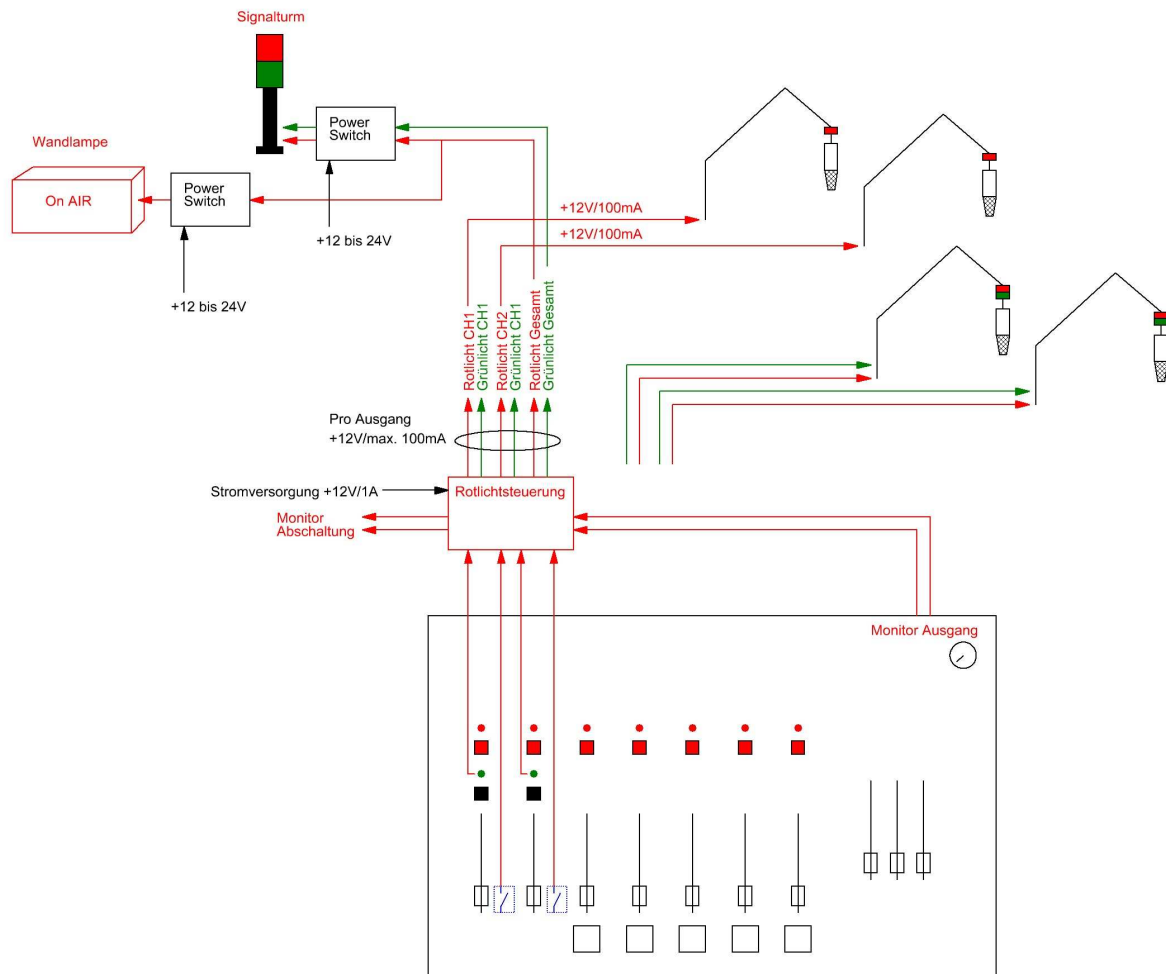 Signalturm
Wandlampe
Power
Switch
On AIR
Power
Switch
+12 bis 24V
+12 bis 24V
+12V/100mA
+12V/100mA
Rotlicht CH1
Grünlicht CH1
Rotlicht CH2
Grünlicht CH1
Rotlicht Gesamt
Grünlicht Gesamt
Pro Ausgang
+12V/max. 100mA
Stromversorgung +12V/1A
Rotlichtsteuerung
Monitor
Abschaltung
Monitor Ausgang